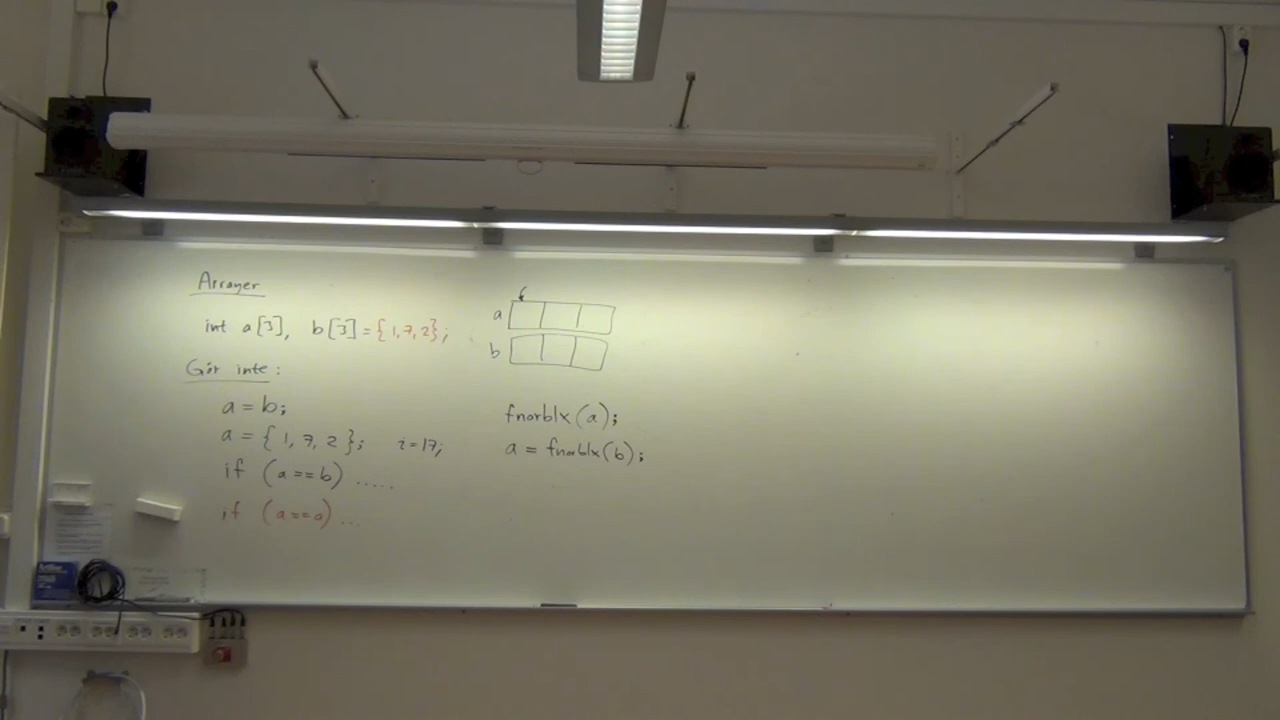 Arrayer
int a[3], b[3] = {1, 7, 2};
Gör inte:
a = b;
a = { 1, 7, 2 }; i=17;
if (a == b) .....
if (a == a) ...
a
b
fnorblx(a);
a = fnorblx(b);